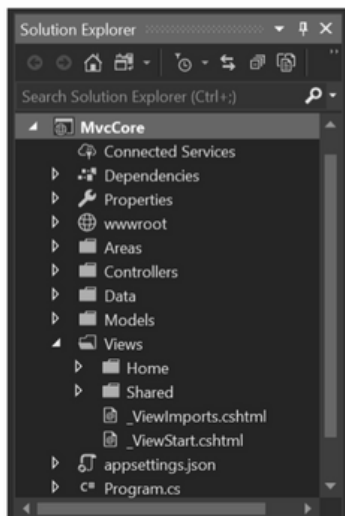 Solution Explorer
Search Solution Explorer (Ctrl+;)
MvcCore
Connected Services
Dependencies
Properties
wwwroot
Areas
Controllers
Data
Models
Views
Home
Shared
_ViewImports.cshtml
_ViewStart.cshtml
appsettings.json
C# Program.cs